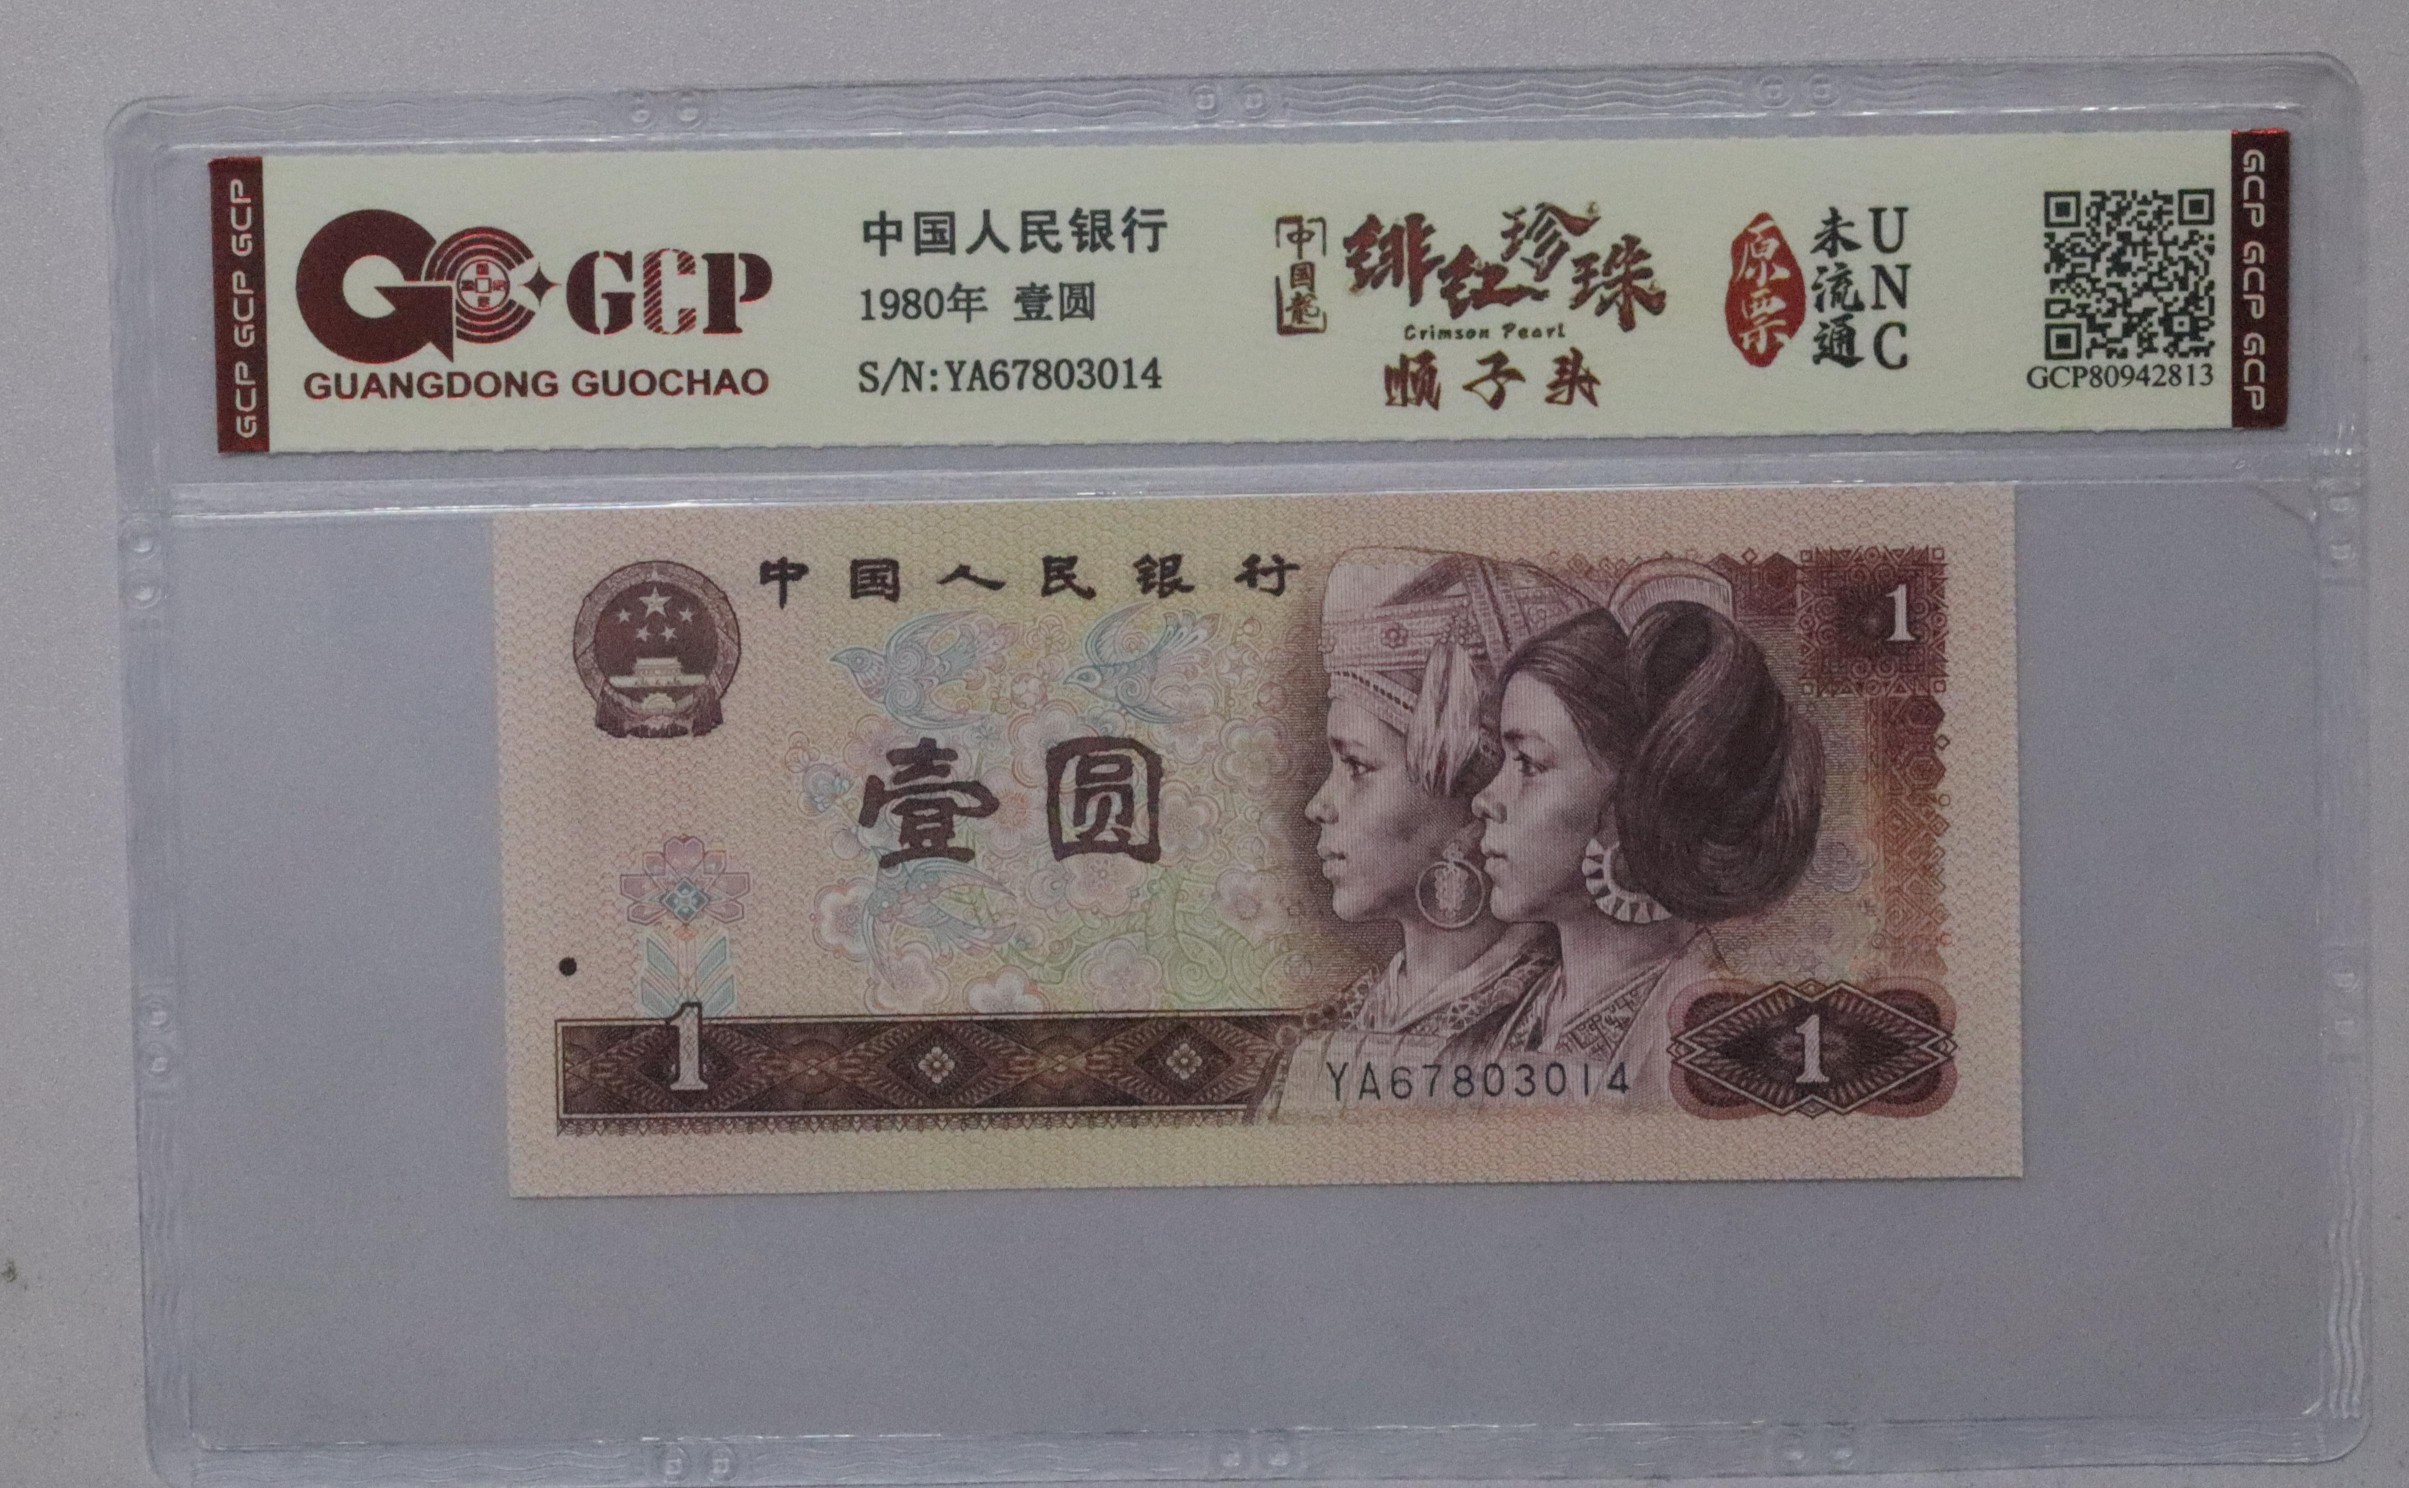 GCP GCP GCP
GCP
GUANGDONG GUOCHAO
中国人民银行
1980年 壹圆
S/N:YA67803014
中国龙
绯红珍珠
Crimson Pearl
顺子头
原票
未流通
UNC
GCP80942813
GCP GCP GCP
中国人民银行
1
壹圆
1
YA67803014
1